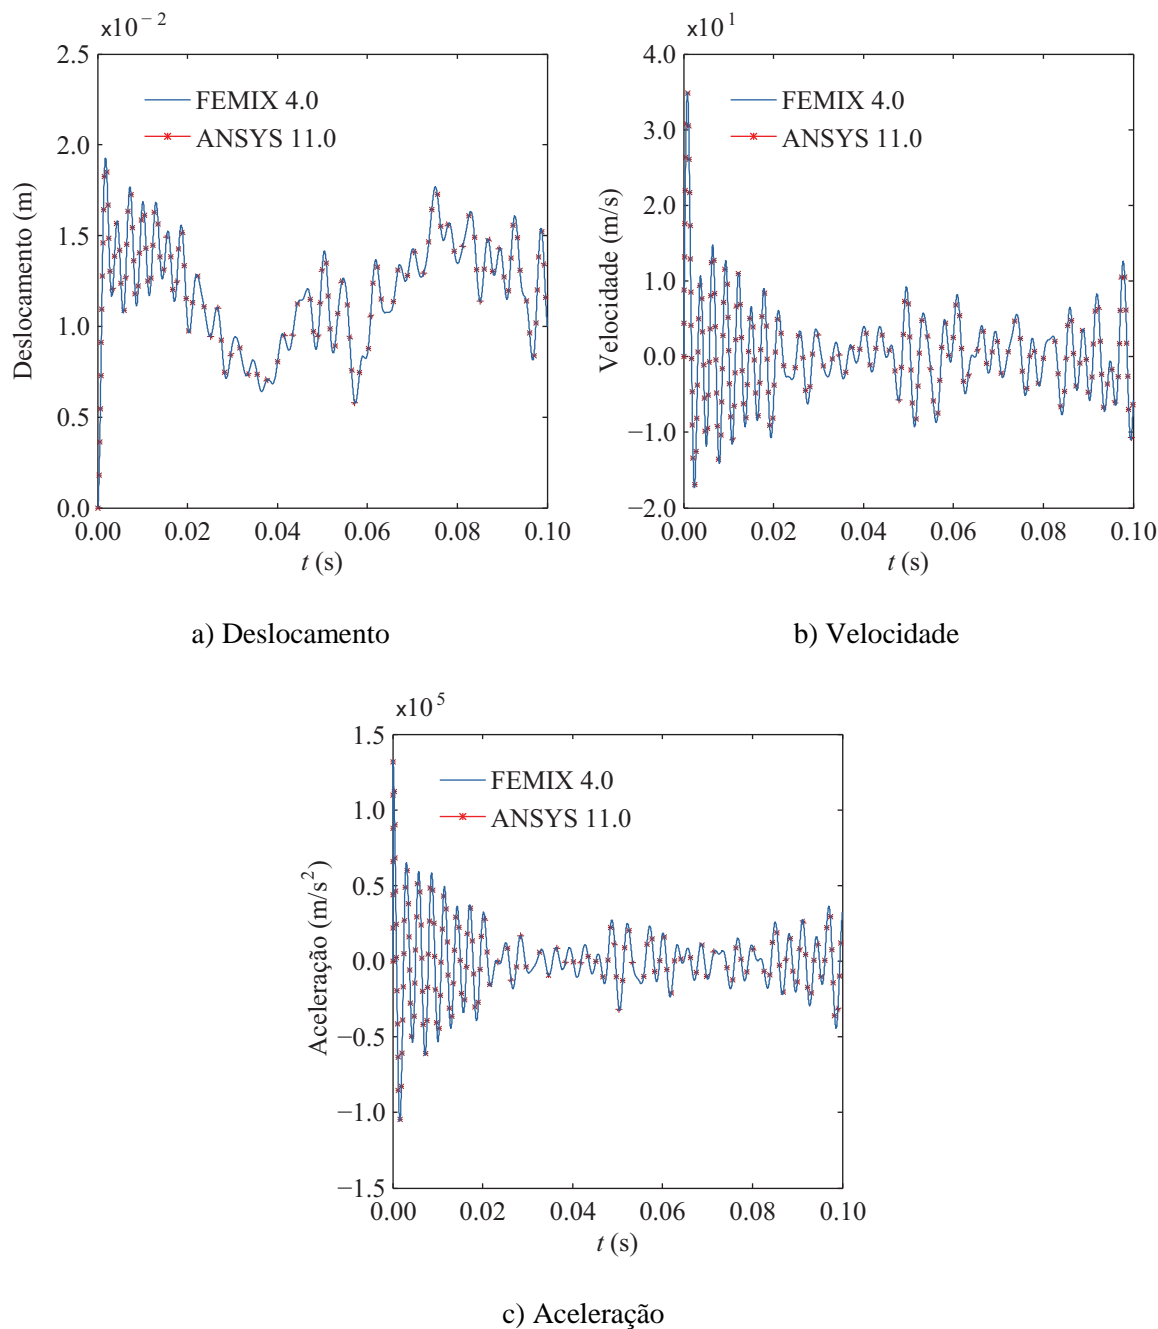 x10−2
2.5
2.0
1.5
1.0
0.5
0.0
Deslocamento (m)
FEMIX 4.0
ANSYS 11.0
0.00 0.02 0.04 0.06 0.08 0.10
t (s)
a) Deslocamento
x10 1
4.0
3.0
2.0
1.0
0.0
−1.0
−2.0
Velocidade (m/s)
FEMIX 4.0
ANSYS 11.0
0.00 0.02 0.04 0.06 0.08 0.10
t (s)
b) Velocidade
x10 5
1.5
1.0
0.5
0.0
−0.5
−1.0
−1.5
Aceleração (m/s2)
FEMIX 4.0
ANSYS 11.0
0.00 0.02 0.04 0.06 0.08 0.10
t (s)
c) Aceleração